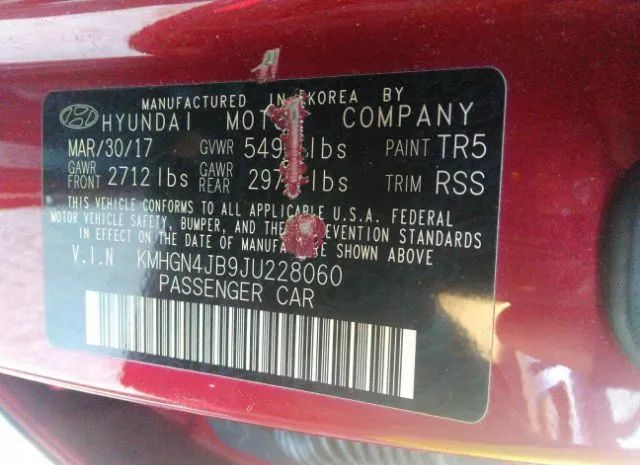 MANUFACTURED IN KOREA BY
HYUNDAI MOTOR COMPANY
MAR/30/17 GVWR 549 lbs PAINT TR5
GAWR FRONT 2712 lbs GAWR REAR 297 lbs TRIM RSS
THIS VEHICLE CONFORMS TO ALL APPLICABLE U.S.A. FEDERAL
MOTOR VEHICLE SAFETY, BUMPER, AND THEFT PREVENTION STANDARDS
IN EFFECT ON THE DATE OF MANUFACTURE SHOWN ABOVE
V.I.N KMHGN4JB9JU228060
PASSENGER CAR